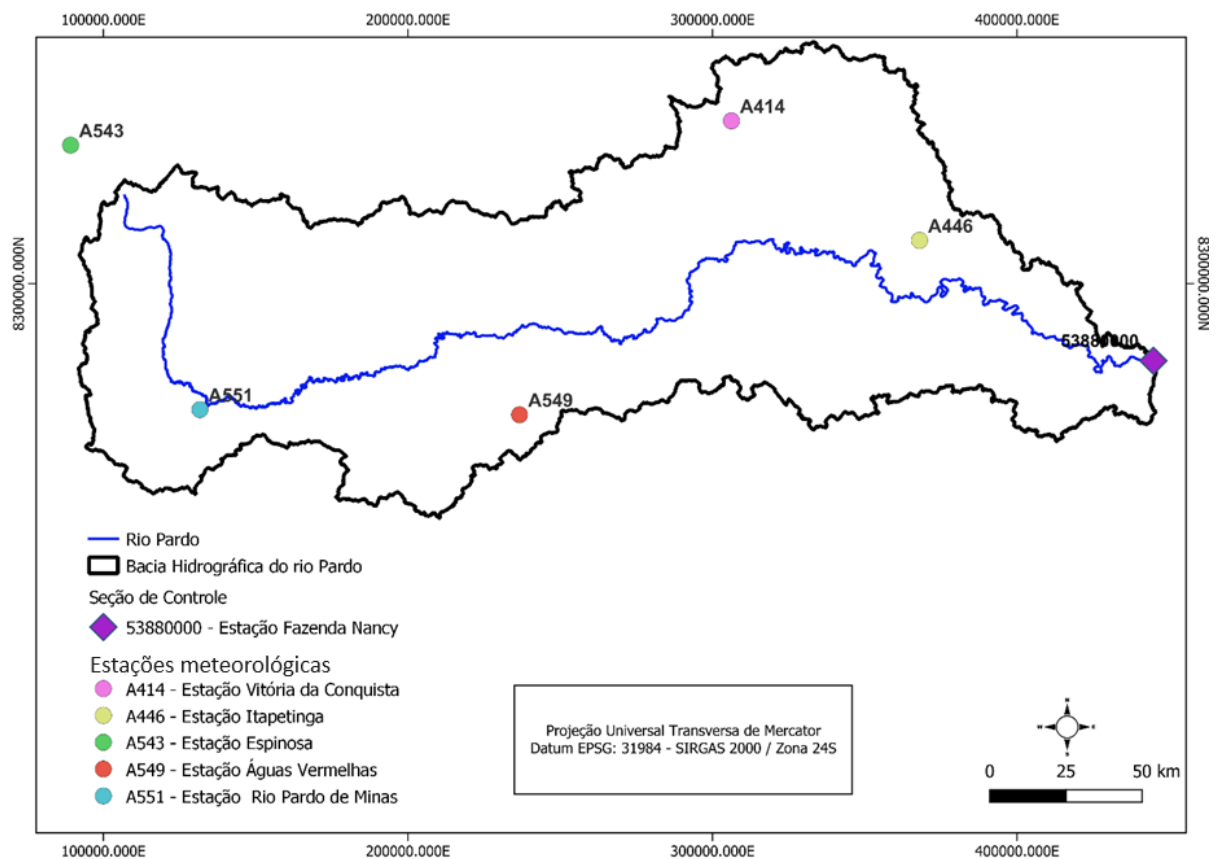 100000.000E 200000.000E 300000.000E 400000.000E
A414
A543
A446
8300000.000N 8300000.000N
53880000
A551
A549
Rio Pardo
Bacia Hidrográfica do rio Pardo
Seção de Controle
53880000 - Estação Fazenda Nancy
Estações meteorológicas
A414 - Estação Vitória da Conquista
A446 - Estação Itapetinga
A543 - Estação Espinosa
A549 - Estação Águas Vermelhas
A551 - Estação Rio Pardo de Minas
Projeção Universal Transversa de Mercator
Datum EPSG: 31984 - SIRGAS 2000 / Zona 24S
0 25 50 km
100000.000E 200000.000E 300000.000E 400000.000E